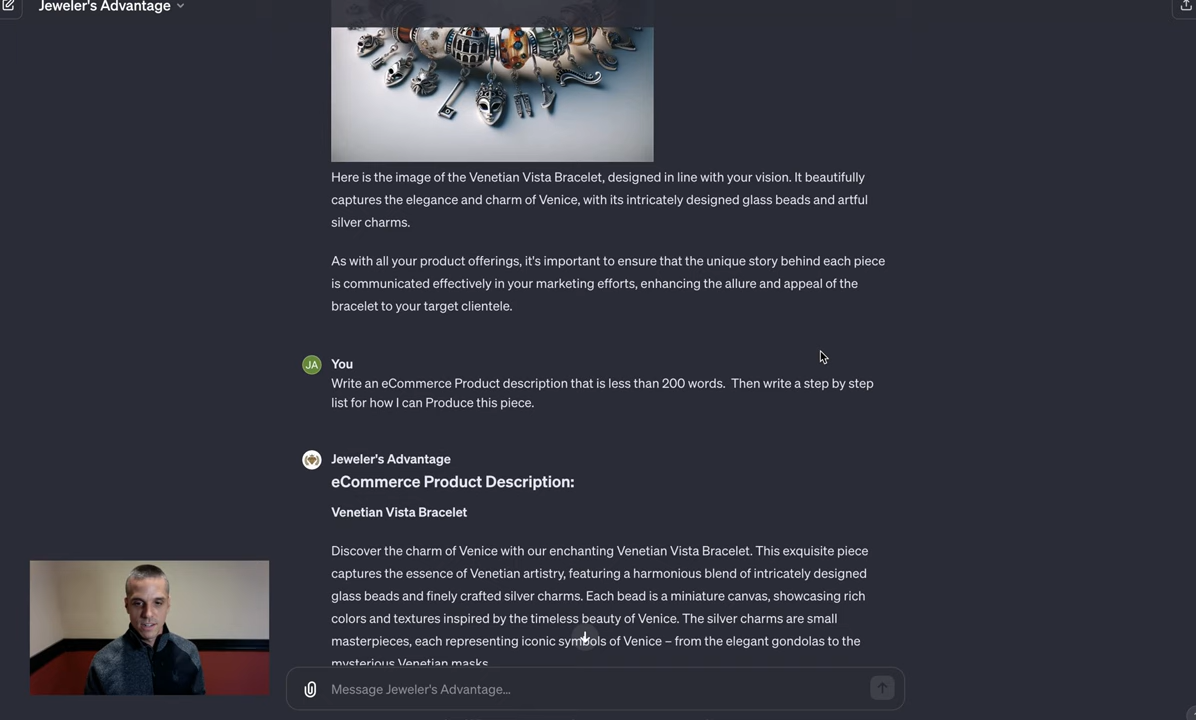 Jeweler's Advantage
Here is the image of the Venetian Vista Bracelet, designed in line with your vision. It beautifully
captures the elegance and charm of Venice, with its intricately designed glass beads and artful
silver charms.
As with all your product offerings, it's important to ensure that the unique story behind each piece
is communicated effectively in your marketing efforts, enhancing the allure and appeal of the
bracelet to your target clientele.
JA
You
Write an eCommerce Product description that is less than 200 words.  Then write a step by step
list for how I can Produce this piece.
Jeweler's Advantage
eCommerce Product Description:
Venetian Vista Bracelet
Discover the charm of Venice with our enchanting Venetian Vista Bracelet. This exquisite piece
captures the essence of Venetian artistry, featuring a harmonious blend of intricately designed
glass beads and finely crafted silver charms. Each bead is a miniature canvas, showcasing rich
colors and textures inspired by the timeless beauty of Venice. The silver charms are small
masterpieces, each representing iconic symbols of Venice – from the elegant gondolas to the
mysterious Venetian masks.
Message Jeweler's Advantage...